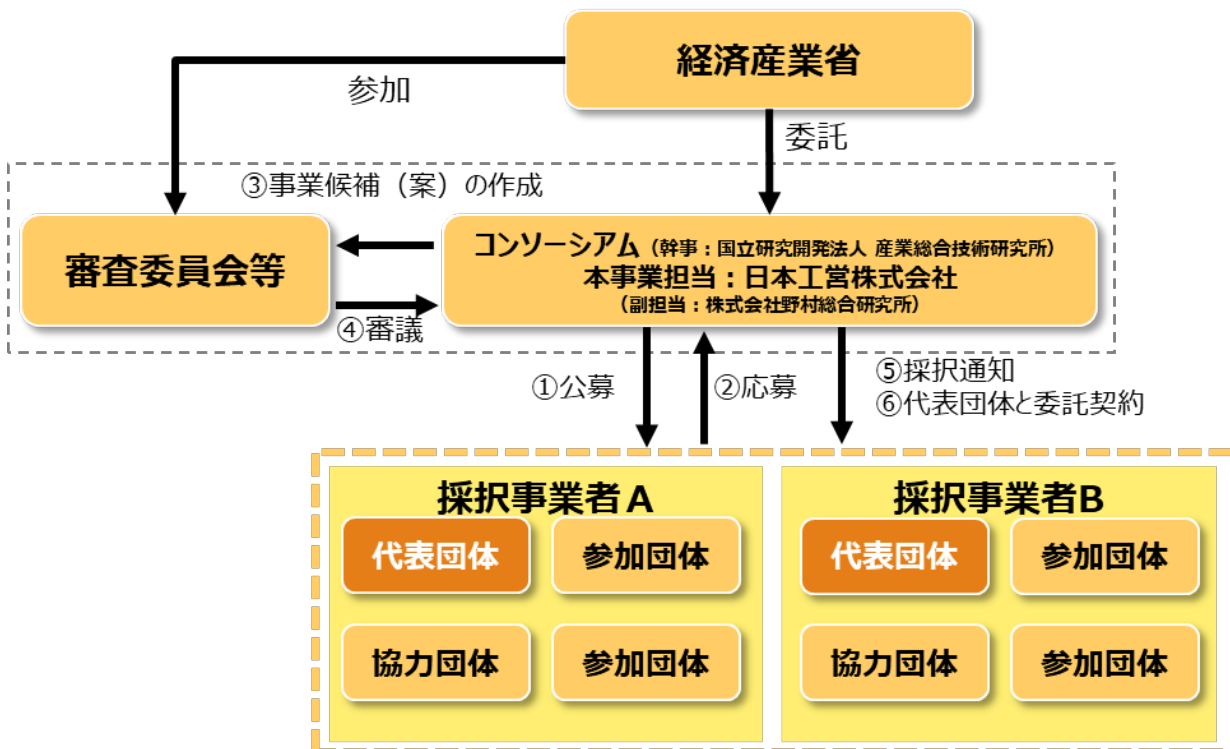 経済産業省
参加
委託
③事業候補（案）の作成
審査委員会等
コンソーシアム（幹事：国立研究開発法人 産業総合技術研究所）
本事業担当：日本工営株式会社
（副担当：株式会社野村総合研究所）
④審議
①公募
②応募
⑤採択通知
⑥代表団体と委託契約
採択事業者A
代表団体
参加団体
協力団体
参加団体
採択事業者B
代表団体
参加団体
協力団体
参加団体